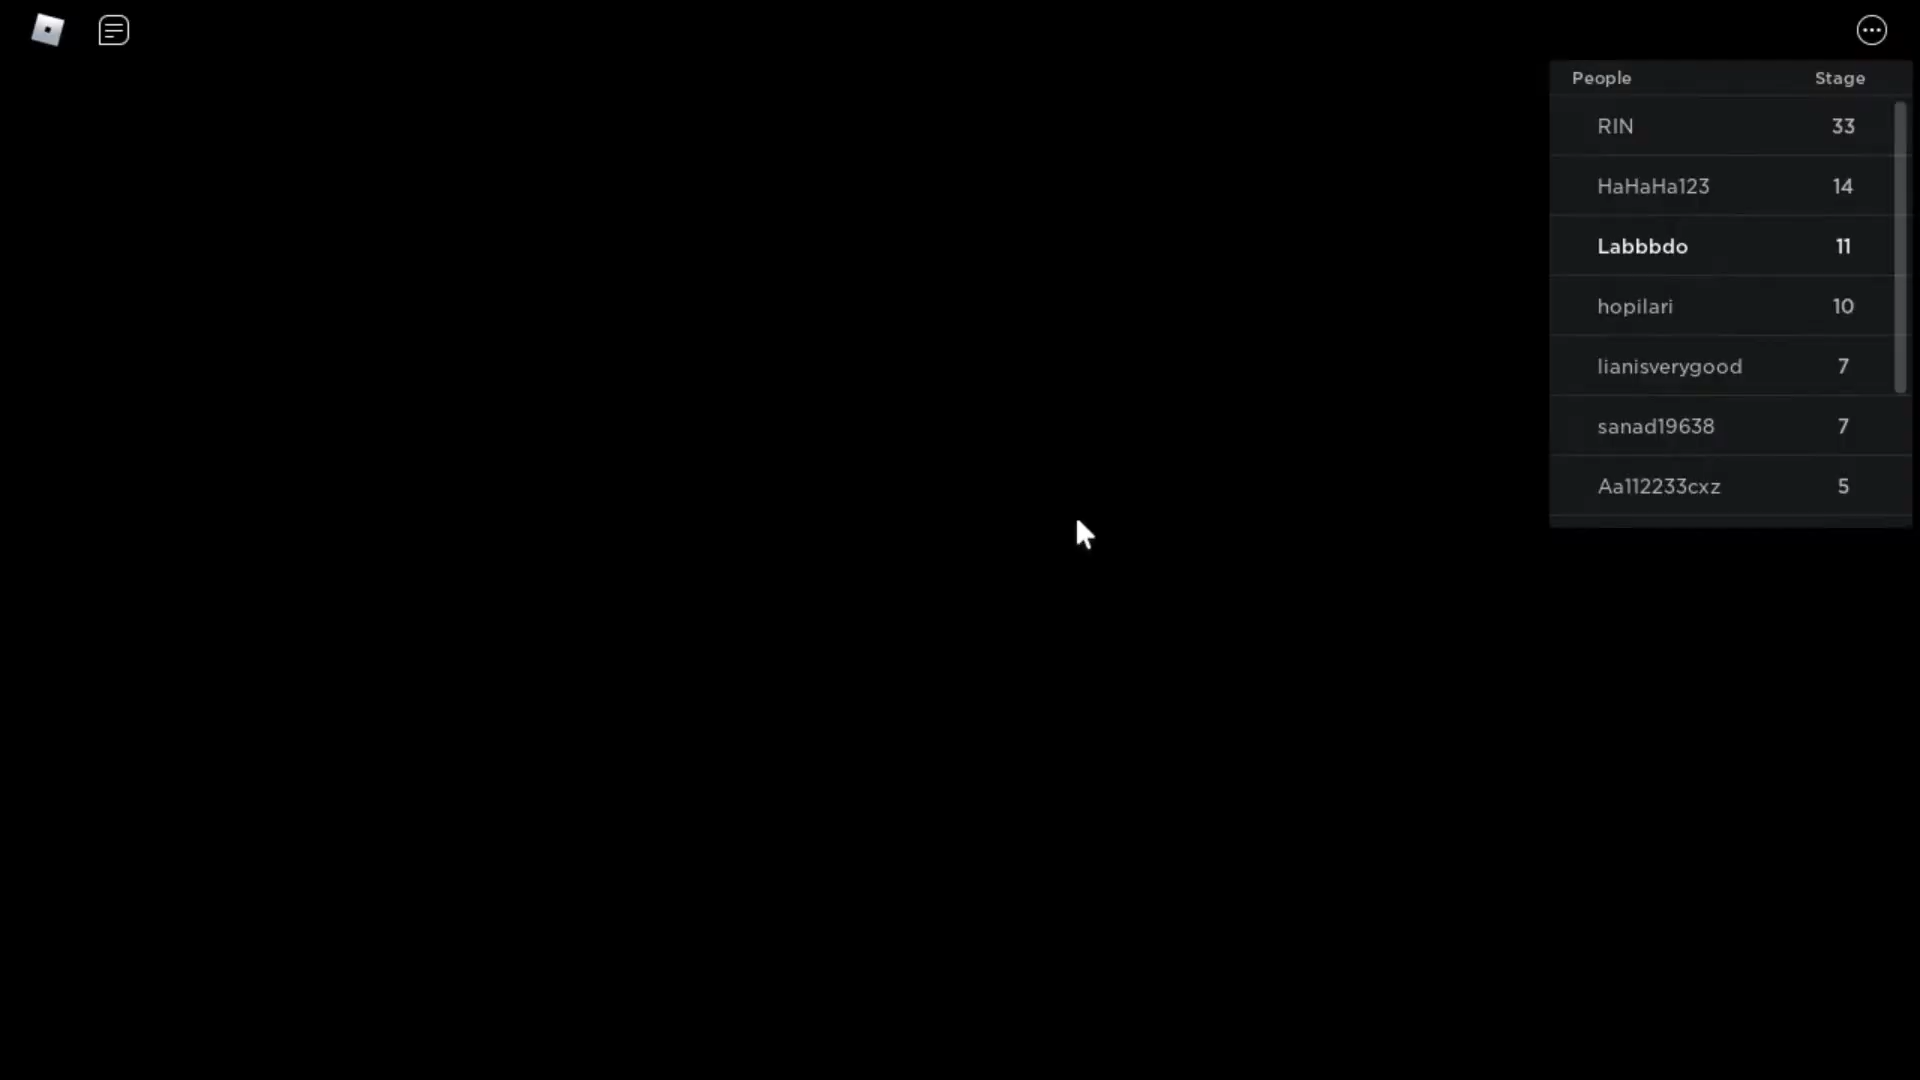 People Stage
RIN 33
HaHaHa123 14
Labbbdo 11
hopilari 10
lianisverygood 7
sanad19638 7
Aa112233cxz 5